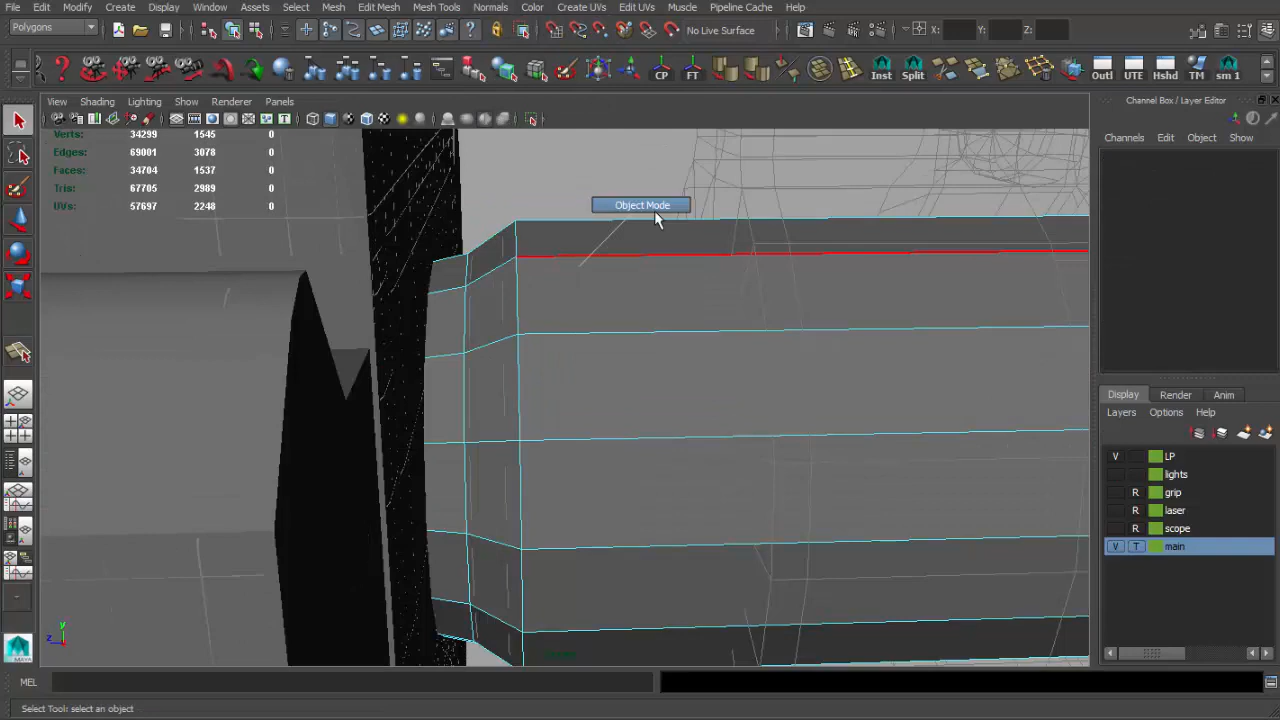 File Edit Modify Create Display Window Assets Select Mesh Edit Mesh Mesh Tools Normals Color Create UVs Edit UVs Muscle Pipeline Cache Help
Polygons No Live Surface X: Y: Z:
CP FT Inst Split Outl UTE Hshd TM sm 1
View Shading Lighting Show Renderer Panels
Channel Box / Layer Editor
Channels Edit Object Show
Verts: 34299 1545 0
Edges: 69001 3078 0
Faces: 34704 1537 0
Tris: 67705 2989 0
UVs: 57697 2248 0
Object Mode
Display Render Anim
Layers Options Help
V LP
lights
R grip
R laser
R scope
V T main
y
z
MAYA
MEL
Select Tool: select an object